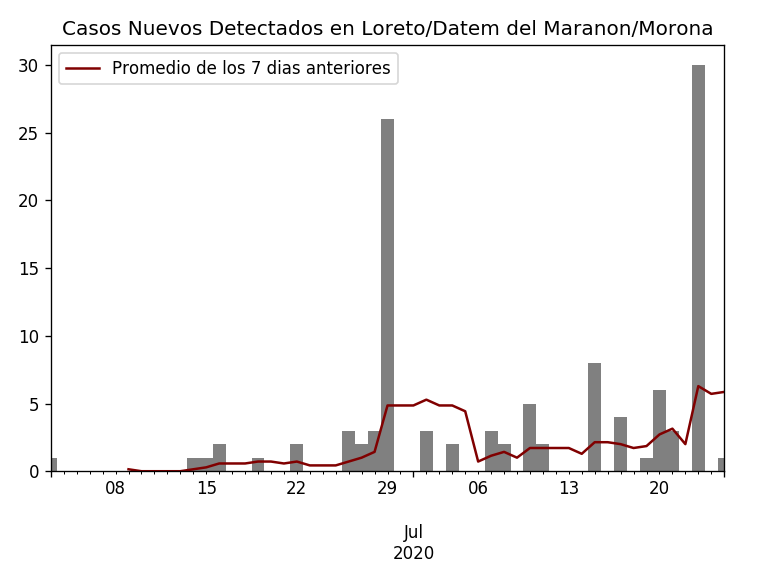 Casos Nuevos Detectados en Loreto/Datem del Maranon/Morona
Promedio de los 7 dias anteriores
30
25
20
15
10
5
0
08 15 22 29 06 13 20
Jul
2020